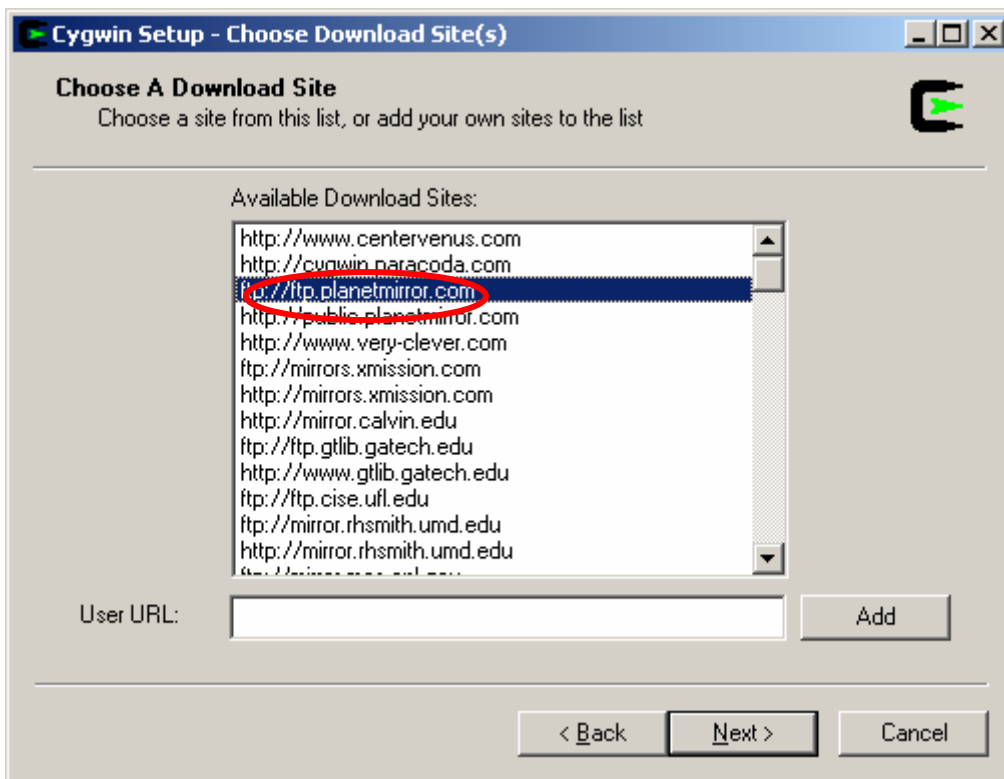 Cygwin Setup - Choose Download Site(s)
Choose A Download Site
Choose a site from this list, or add your own sites to the list
Available Download Sites:
http://www.centervenus.com
http://cygwin.paracoda.com
ftp://ftp.planetmirror.com
http://public.planetmirror.com
http://www.very-clever.com
ftp://mirrors.xmission.com
http://mirrors.xmission.com
http://mirror.calvin.edu
ftp://ftp.gtlib.gatech.edu
http://www.gtlib.gatech.edu
ftp://ftp.cise.ufl.edu
ftp://mirror.rhsmith.umd.edu
http://mirror.rhsmith.umd.edu
User URL:
Add
< Back
Next >
Cancel